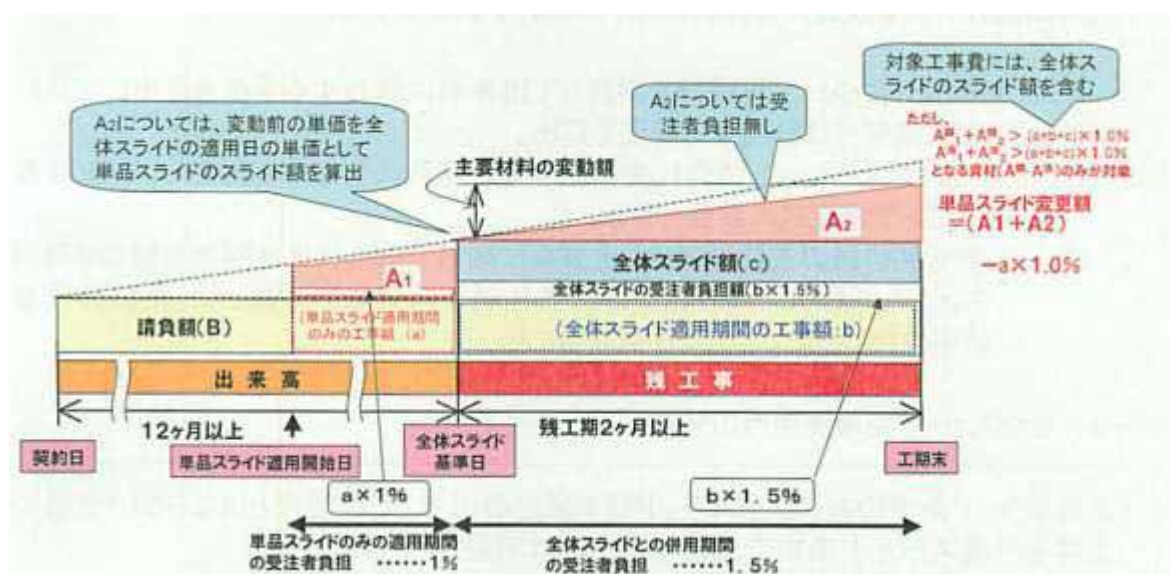 対象工事費には、全体ス
ライドのスライド額を含む
A₂については受
注者負担無し
A₂については、変動前の単価を全
体スライドの適用日の単価として
単品スライドのスライド額を算出
主要材料の変動額
ただし、
となる資材
のみが対象
単品スライド変更額
=(A1+A2)
－a×1.0%
A₂
A₁
全体スライド額(c)
全体スライドの受注者負担額(b×1.5%)
請負額(B)
(単品スライド適用期間
のみの工事額:(a)
(全体スライド適用期間の工事額:b)
出来高
残工事
12ヶ月以上
残工期2ヶ月以上
契約日
単品スライド適用開始日
全体スライド
基準日
工期末
a×1%
b×1.5%
単品スライドのみの適用期間
の受注者負担 ……1%
全体スライドとの併用期間
の受注者負担 ……1.5%